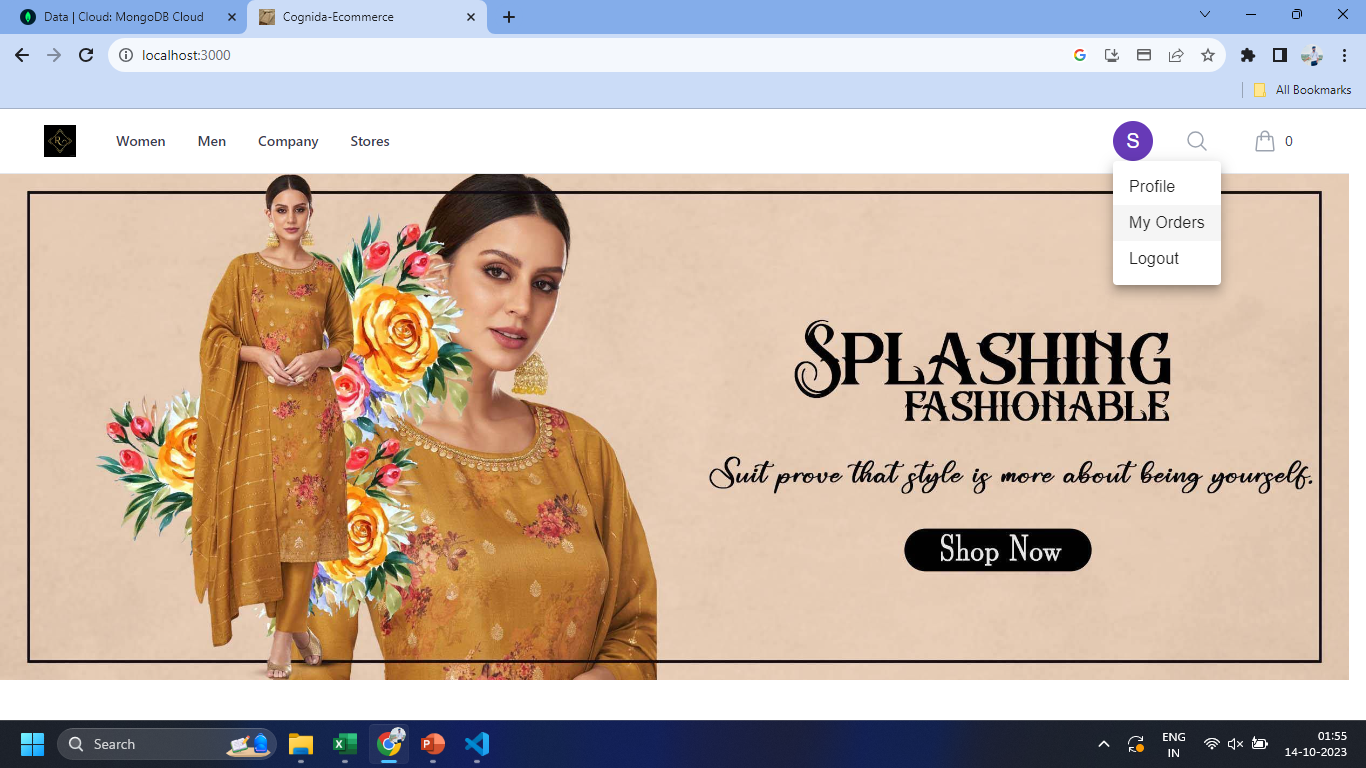 Data | Cloud: MongoDB Cloud
Cognida-Ecommerce
localhost:3000
All Bookmarks
Women Men Company Stores
S
0
Profile
My Orders
Logout
SPLASHING
FASHIONABLE
Suit prove that style is more about being yourself.
Shop Now
Search
ENG
IN
01:55
14-10-2023